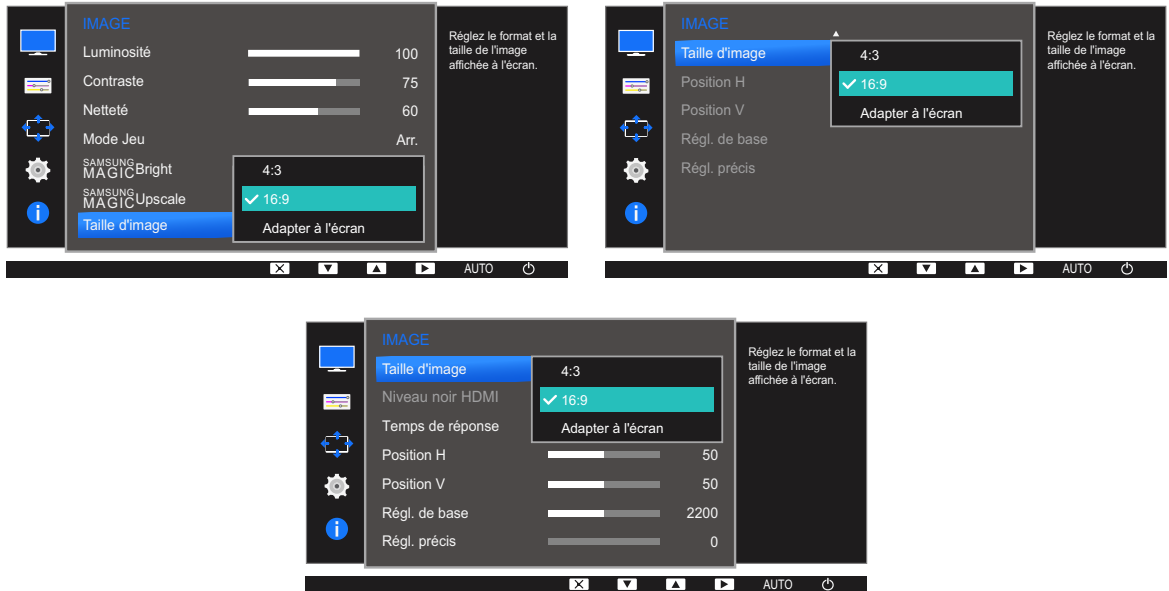 IMAGE
Luminosité 100
Contraste 75
Netteté 60
Mode Jeu Arr.
SAMSUNG
MAGICBright
SAMSUNG
MAGICUpscale
Taille d'image
4:3
16:9
Adapter à l'écran
Réglez le format et la
taille de l'image
affichée à l'écran.
AUTO
IMAGE
Taille d'image
Position H
Position V
Régl. de base
Régl. précis
4:3
16:9
Adapter à l'écran
Réglez le format et la
taille de l'image
affichée à l'écran.
AUTO
IMAGE
Taille d'image
Niveau noir HDMI
Temps de réponse
4:3
16:9
Adapter à l'écran
Position H 50
Position V 50
Régl. de base 2200
Régl. précis 0
Réglez le format et la
taille de l'image
affichée à l'écran.
AUTO